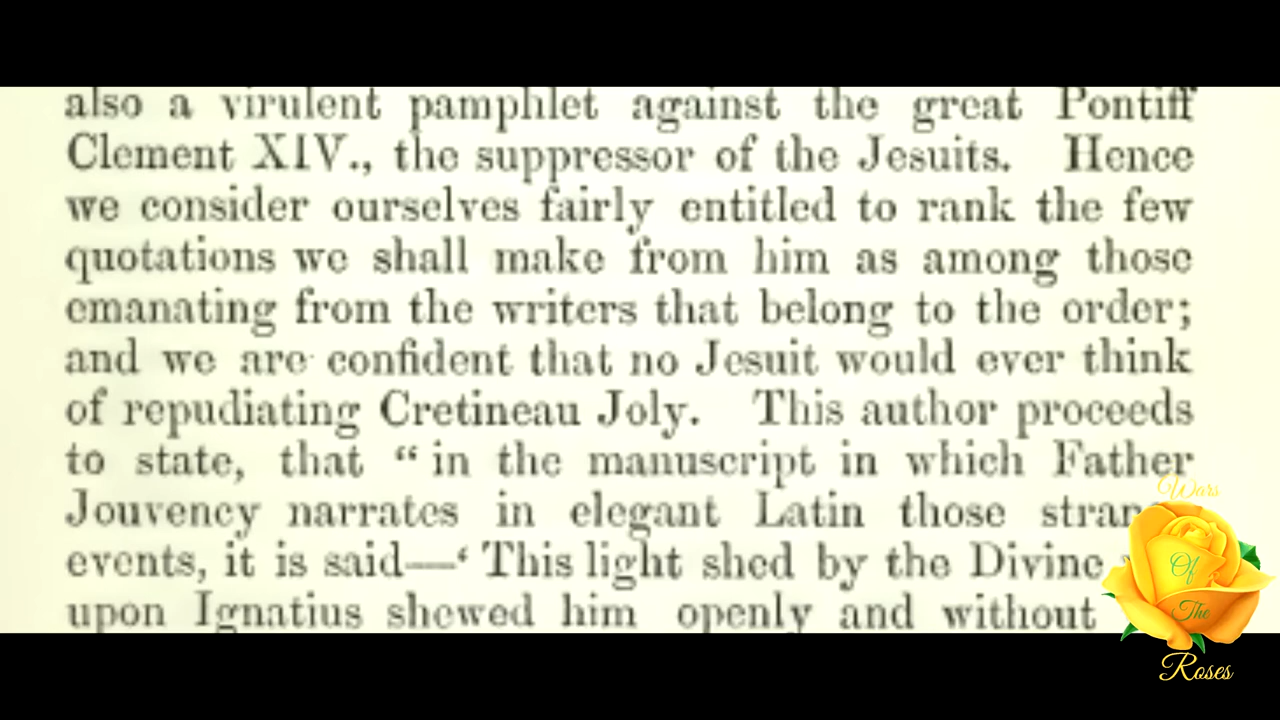 also a virulent pamphlet against the great Pontiff
Clement XIV., the suppressor of the Jesuits. Hence
we consider ourselves fairly entitled to rank the few
quotations we shall make from him as among those
emanating from the writers that belong to the order;
and we are confident that no Jesuit would ever think
of repudiating Cretineau Joly. This author proceeds
to state, that “ in the manuscript in which Father
Jouvency narrates in elegant Latin those
events, it is said—‘ This light shed by the Divine
upon Ignatius shewed him openly and without
Wars
Of
The
Roses